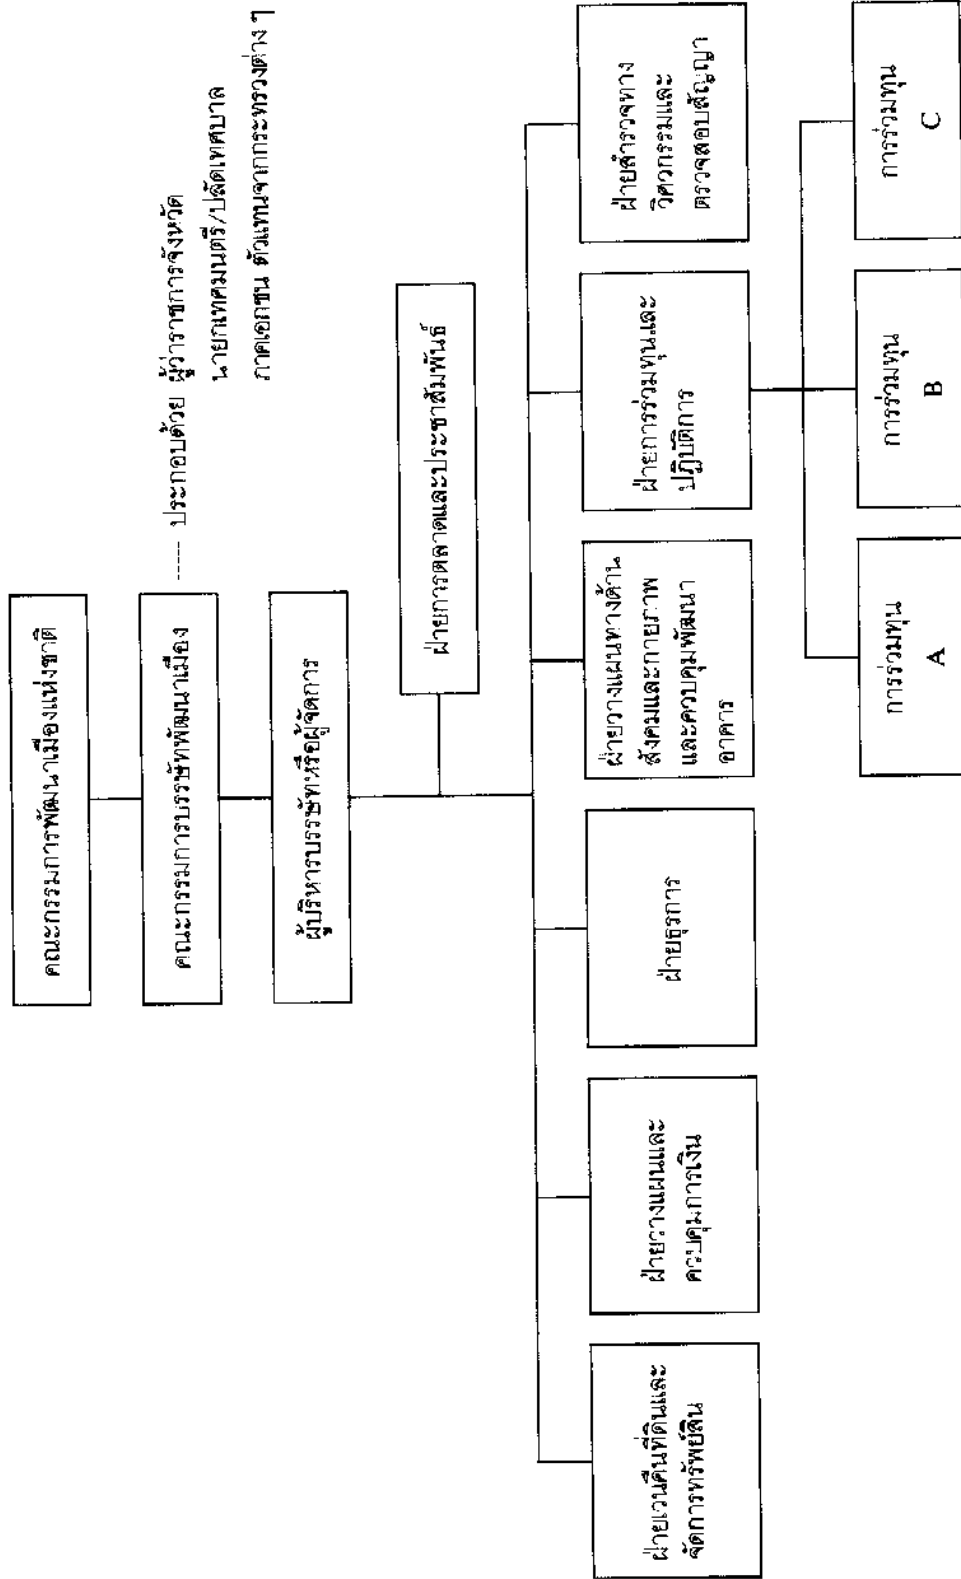 คณะกรรมการพัฒนาเมืองแห่งชาติ
คณะกรรมการบรรษัทพัฒนาเมือง
----- ประกอบด้วย ผู้ว่าราชการจังหวัด
นายกเทศมนตรี/ปลัดเทศบาล
ภาคเอกชน ตัวแทนจากกระทรวงต่าง ๆ
ผู้บริหารบรรษัทหรือผู้จัดการ
ฝ่ายการตลาดและประชาสัมพันธ์
ฝ่ายเวนคืนที่ดินและ
จัดการทรัพย์สิน
ฝ่ายวางแผนและ
ควบคุมการเงิน
ฝ่ายธุรการ
ฝ่ายวางแผนทางด้าน
สังคมและกายภาพ
และควบคุมพัฒนา
อาคาร
ฝ่ายการร่วมทุนและ
ปฏิบัติการ
ฝ่ายสำรวจทาง
วิศวกรรมและ
ตรวจสอบสัญญา
การร่วมทุน
A
การร่วมทุน
B
การร่วมทุน
C